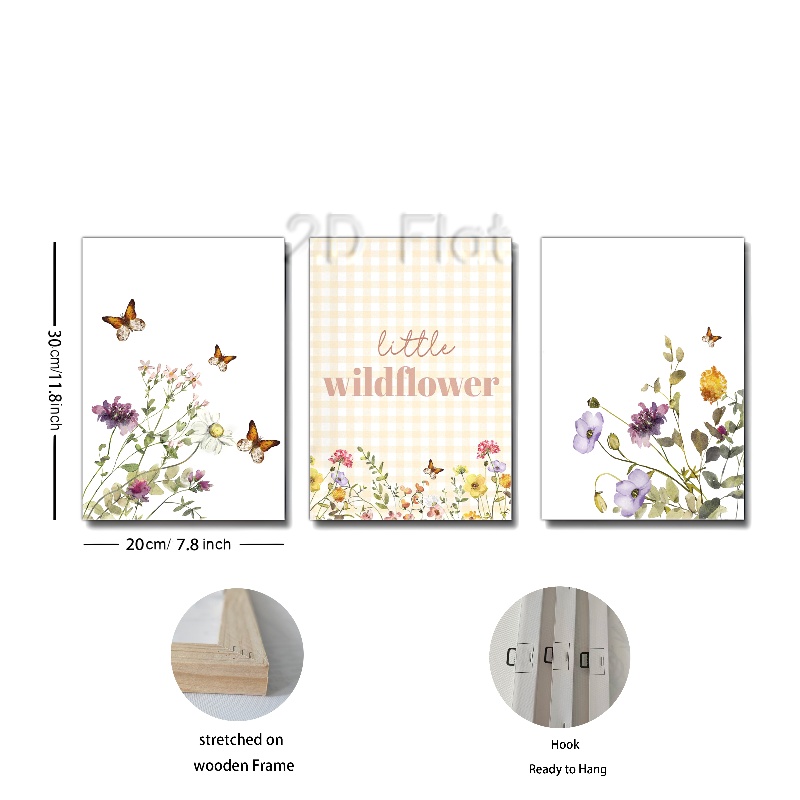 2D Flat
30cm/11.8inch
little
wildflower
20cm/ 7.8 inch
stretched on
wooden Frame
Hook
Ready to Hang